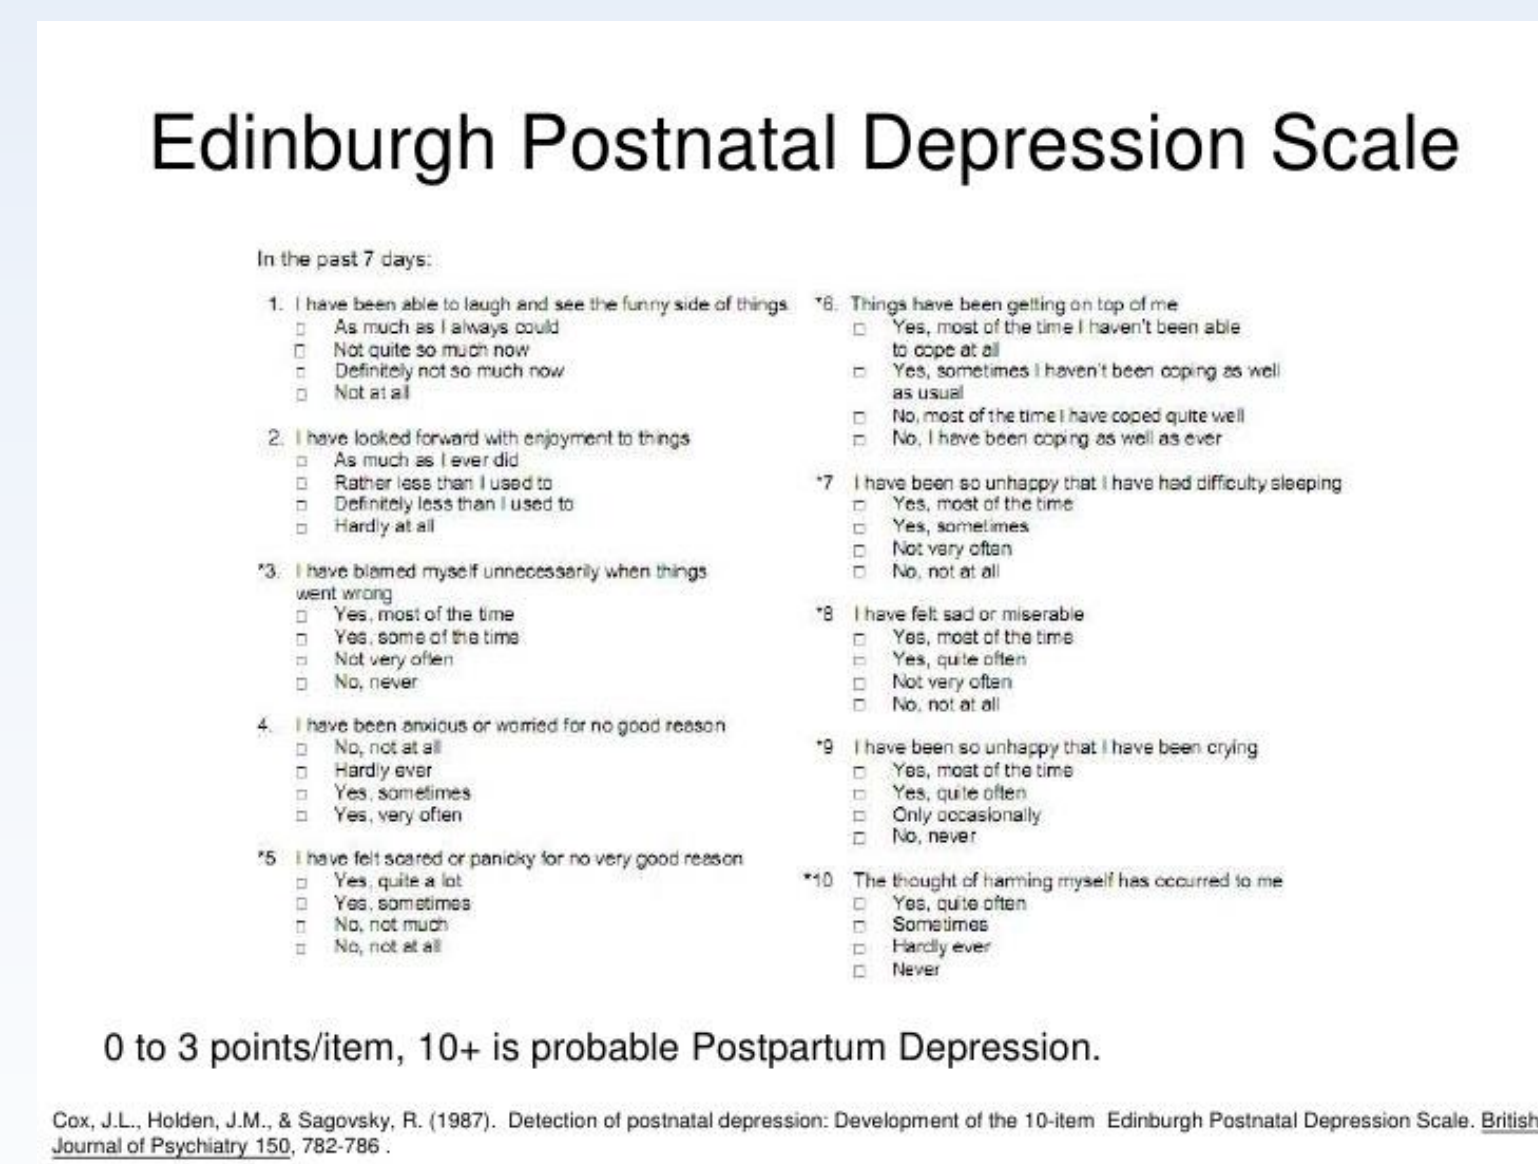 Edinburgh Postnatal Depression Scale
In the past 7 days:
1. I have been able to laugh and see the funny side of things
As much as I always could
Not quite so much now
Definitely not so much now
Not at all
2. I have looked forward with enjoyment to things
As much as I ever did
Rather less than I used to
Definitely less than I used to
Hardly at all
*3. I have blamed myself unnecessarily when things
went wrong
Yes, most of the time
Yes, some of the time
Not very often
No, never
4. I have been anxious or worried for no good reason
No, not at all
Hardly ever
Yes, sometimes
Yes, very often
*5 I have felt scared or panicky for no very good reason
Yes, quite a lot
Yes, sometimes
No, not much
No, not at all
*6. Things have been getting on top of me
Yes, most of the time I haven't been able
to cope at all
Yes, sometimes I haven't been coping as well
as usual
No, most of the time I have coped quite well
No, I have been coping as well as ever
*7 I have been so unhappy that I have had difficulty sleeping
Yes, most of the time
Yes, sometimes
Not very often
No, not at all
*8 I have felt sad or miserable
Yes, most of the time
Yes, quite often
Not very often
No, not at all
*9 I have been so unhappy that I have been crying
Yes, most of the time
Yes, quite often
Only occasionally
No, never
*10 The thought of harming myself has occurred to me
Yes, quite often
Sometimes
Hardly ever
Never
0 to 3 points/item, 10+ is probable Postpartum Depression.
Cox, J.L., Holden, J.M., & Sagovsky, R. (1987). Detection of postnatal depression: Development of the 10-item Edinburgh Postnatal Depression Scale. British
Journal of Psychiatry 150, 782-786 .